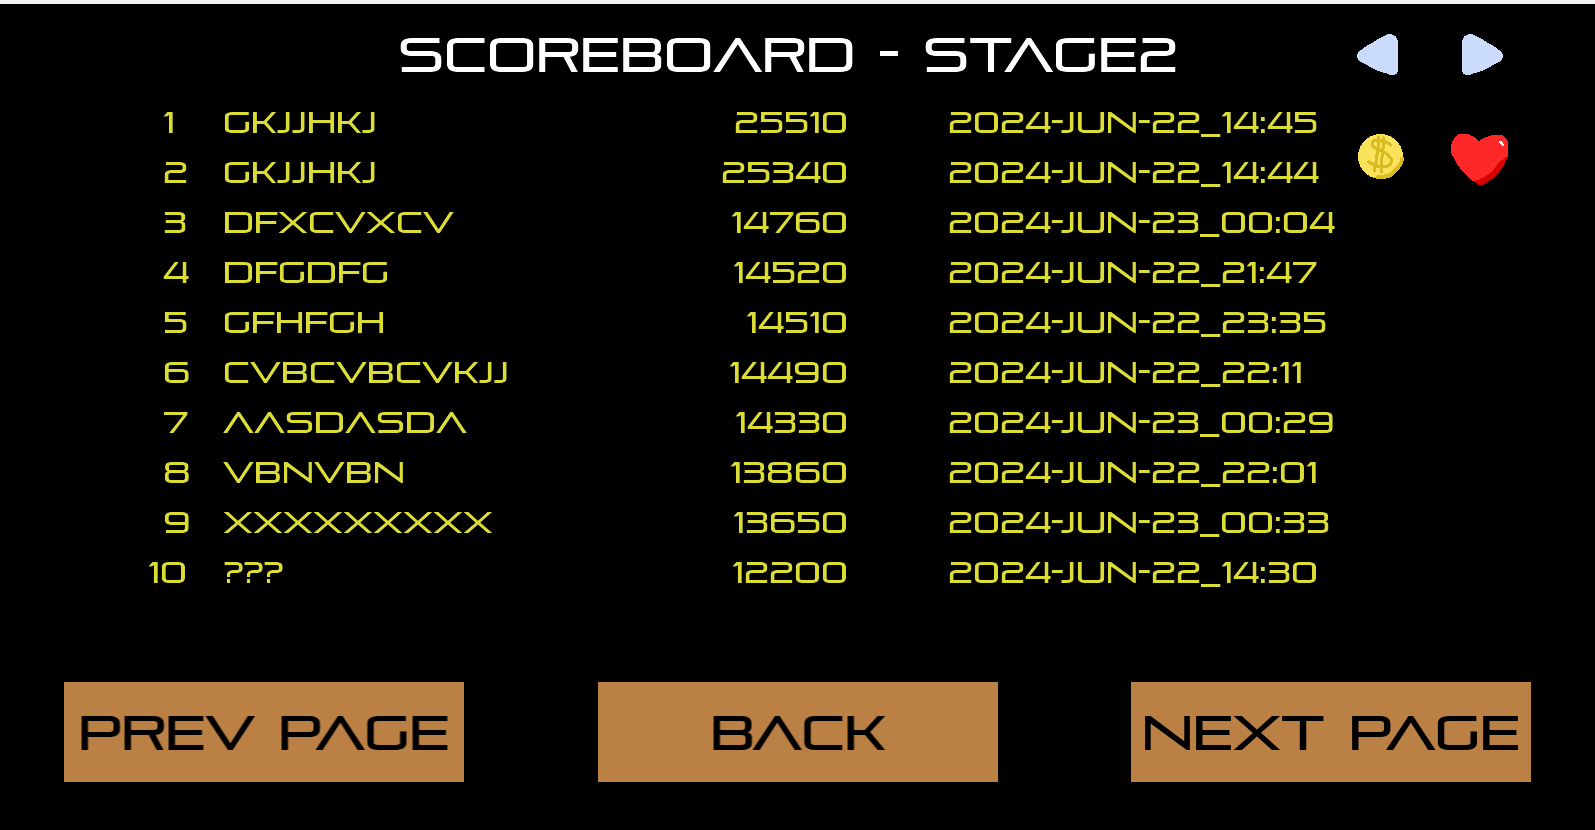 SCOREBOARD - STAGE2
1 GKJJHKJ 25510 2024-JUN-22_14:45
2 GKJJHKJ 25340 2024-JUN-22_14:44
3 DFXCVXCV 14760 2024-JUN-23_00:04
4 DFGDFG 14520 2024-JUN-22_21:47
5 GFHFGH 14510 2024-JUN-22_23:35
6 CVBCVBCVKJJ 14490 2024-JUN-22_22:11
7 AASDASDA 14330 2024-JUN-23_00:29
8 VBNVBN 13860 2024-JUN-22_22:01
9 XXXXXXXXX 13650 2024-JUN-23_00:33
10 ??? 12200 2024-JUN-22_14:30
PREV PAGE BACK NEXT PAGE